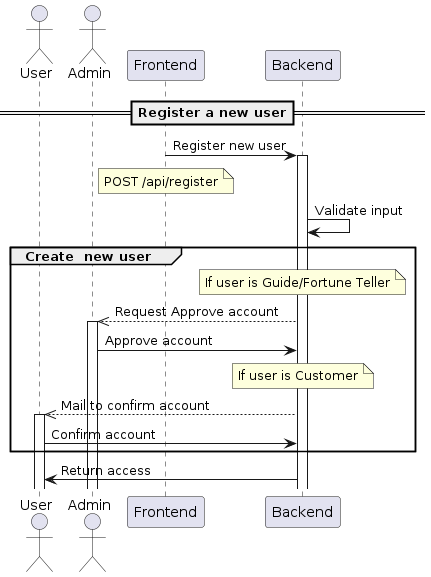 User
Admin
Frontend
Backend
Register a new user
Register new user
POST /api/register
Validate input
Create  new user
If user is Guide/Fortune Teller
Request Approve account
Approve account
If user is Customer
Mail to confirm account
Confirm account
Return access
User
Admin
Frontend
Backend